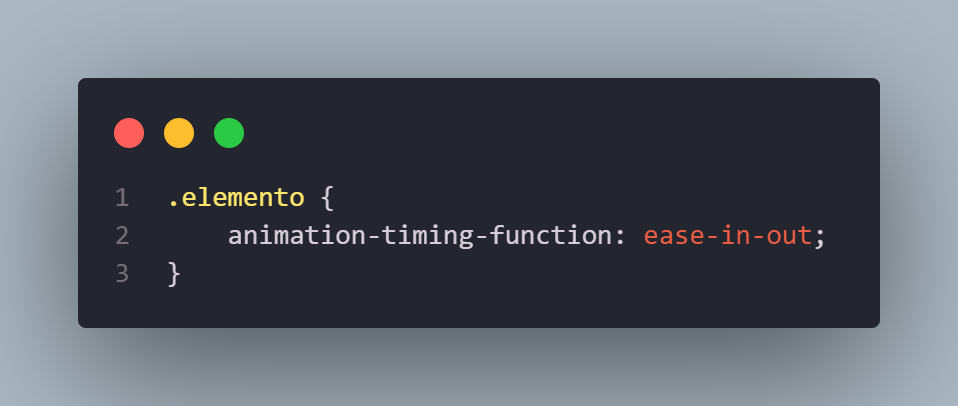 1 .elemento {
2     animation-timing-function: ease-in-out;
3 }